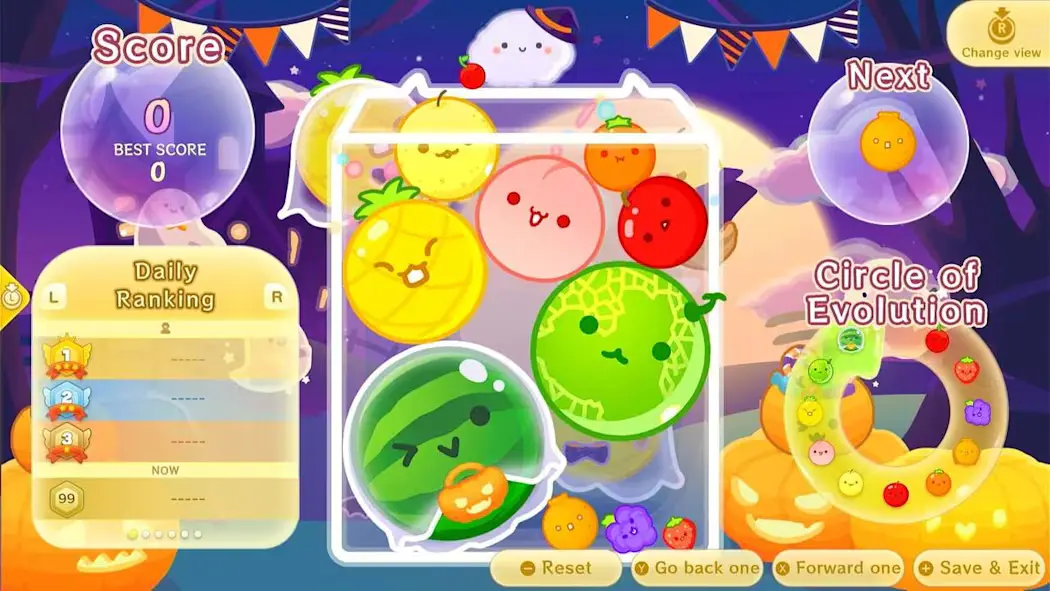 Score
0
BEST SCORE
0
R
Change view
Next
L
Daily
Ranking
L
R
1
-----
2
-----
3
-----
NOW
99
-----
Circle of
Evolution
Reset
Y Go back one
X Forward one
+ Save & Exit